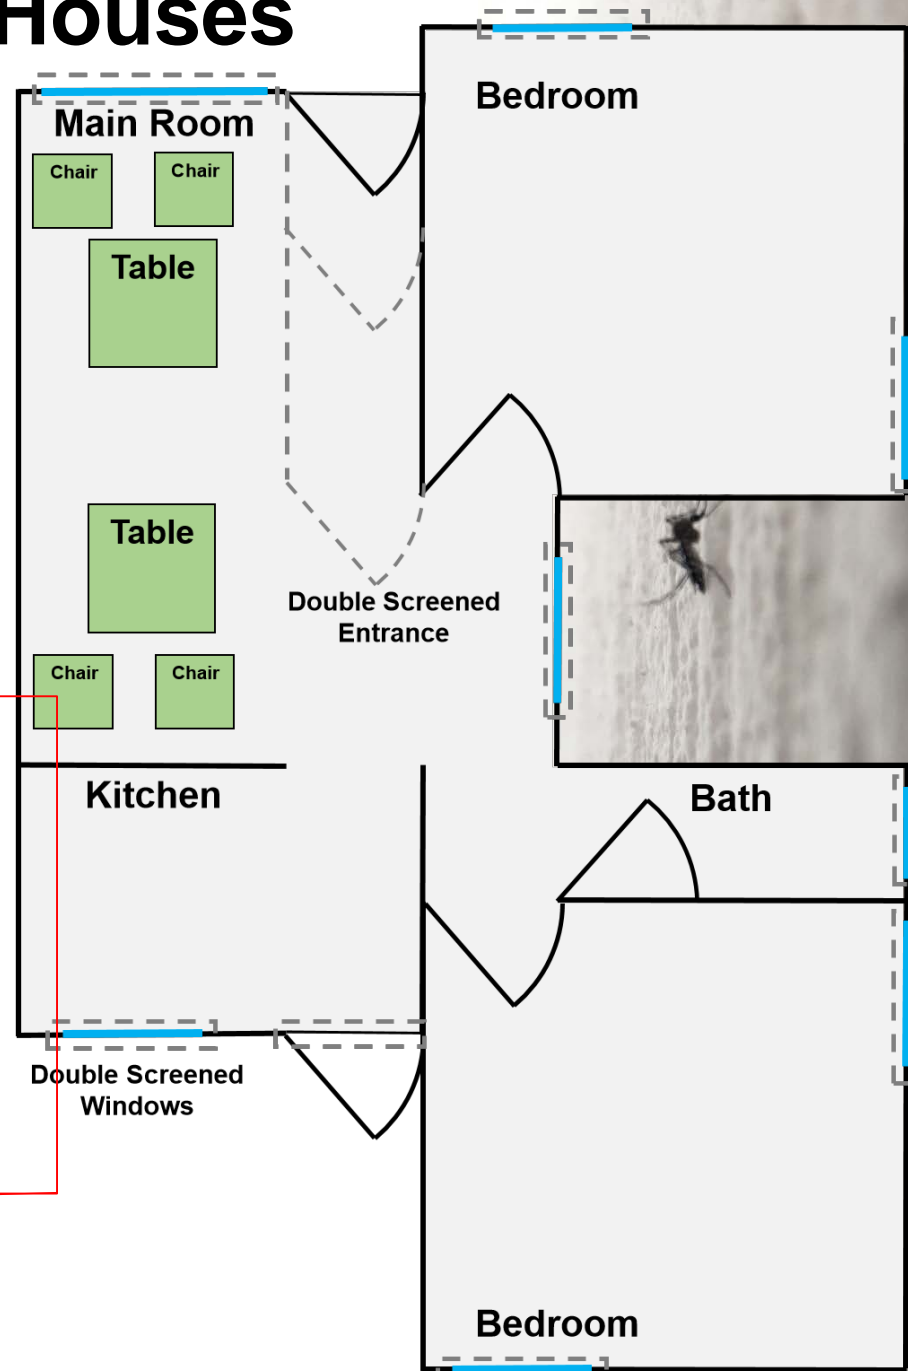 Houses
Bedroom
Main Room
Chair
Chair
Table
Table
Double Screened
Entrance
Chair
Chair
Kitchen
Bath
Double Screened
Windows
Bedroom